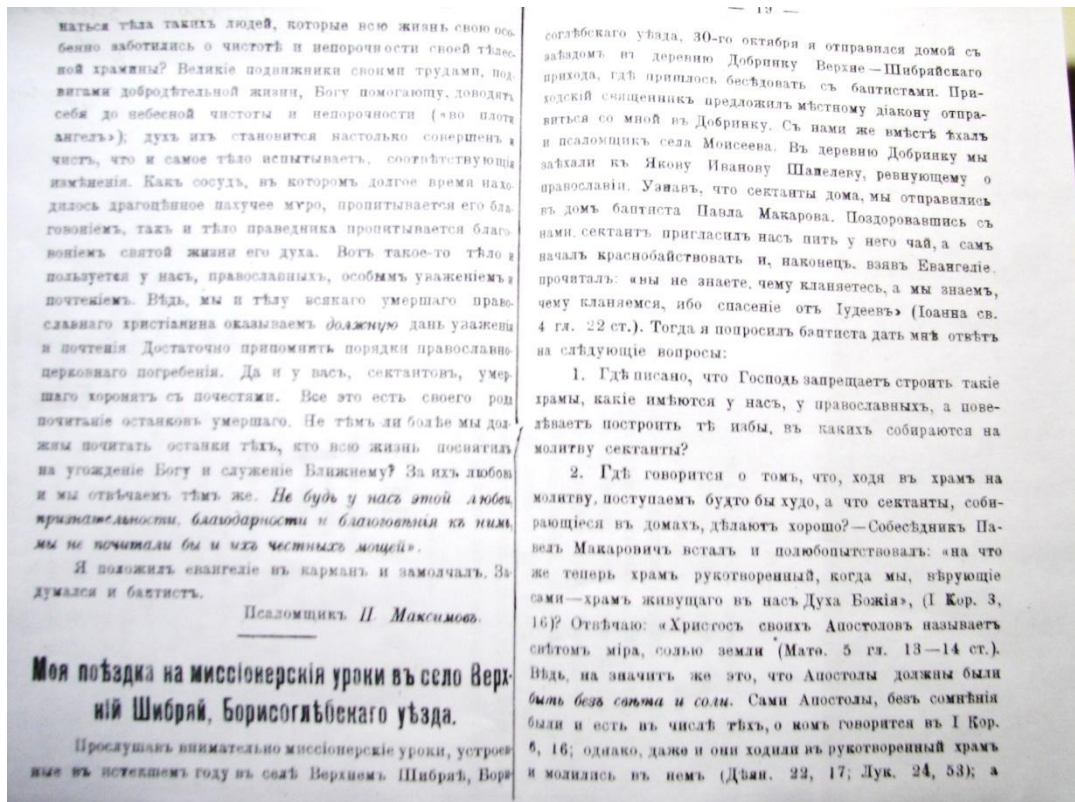 наться тѣла такихъ людей, которые всю жизнь свою осо-
бенно заботились о чистотѣ и непорочности своей тѣлес-
ной храмины? Великіе подвижники своими трудами, под-
вигами добродѣтельной жизни, Богу помогающу, доводятъ
себя до небесной чистоты и непорочности («во плоти
ангелъ»); духъ ихъ становится настолько совершенъ и
чистъ, что и самое тѣло испытываетъ, соотвѣтствующія
измѣненія. Какъ сосудъ, въ которомъ долгое время нахо-
дилось драгоцѣнное пахучее мѵро, пропитывается его бла-
говоніемъ, такъ и тѣло праведника пропитывается благо-
воніемъ святой жизни его духа. Вотъ такое-то тѣло и
пользуется у насъ, православныхъ, особымъ уваженіемъ и
почтеніемъ. Вѣдь, мы и тѣлу всякаго умершаго право-
славнаго христіанина оказываемъ должную дань уваженія
и почтенія Достаточно припомнить порядки православно-
церковнаго погребенія. Да и у васъ, сектантовъ, умер-
шаго хоронятъ съ почестями. Все это есть своего рода
почитаніе останковъ умершаго. Не тѣмъ ли болѣе мы дол-
жны почитать останки тѣхъ, кто всю жизнь посвятилъ
на угожденіе Богу и служеніе Ближнему? За ихъ любовь
и мы отвѣчаемъ тѣмъ же. Не будь у насъ этой любви,
признательности, благодарности и благоговѣнія къ нимъ,
мы не почитали бы и ихъ честныхъ мощей».
Я положилъ евангеліе въ карманъ и замолчалъ. За-
думался и баптистъ.
Псаломщикъ П. Максимовъ.
Моя поѣздка на миссіонерскія уроки въ село Верх-
ній Шибряй, Борисоглѣбскаго уѣзда.
Прослушавъ внимательно миссіонерскіе уроки, устроен-
ные въ истекшемъ году въ селѣ Верхнемъ Шибряѣ, Бори-
— 19 —
соглѣбскаго уѣзда, 30-го октября я отправился домой съ
заѣздомъ въ деревню Добринку Верхне—Шибряйскаго
прихода, гдѣ пришлось бесѣдовать съ баптистами. При-
ходскій священникъ предложилъ мѣстному діакону отпра-
виться со мной въ Добринку. Съ нами же вмѣстѣ ѣхалъ
и псаломщикъ села Моисеева. Въ деревню Добринку мы
заѣхали къ Якову Иванову Шапелеву, ревнующему о
православіи. Узнавъ, что сектанты дома, мы отправились
въ домъ баптиста Павла Макарова. Поздоровавшись съ
нами, сектантъ пригласилъ насъ пить у него чай, а самъ
началъ краснобайствовать и, наконецъ, взявъ Евангеліе,
прочиталъ: «вы не знаете, чему кланяетесь, а мы знаемъ,
чему кланяемся, ибо спасеніе отъ Іудеевъ» (Іоанна св.
4 гл. 22 ст.). Тогда я попросилъ баптиста дать мнѣ отвѣтъ
на слѣдующіе вопросы:
1. Гдѣ писано, что Господь запрещаетъ строить такіе
храмы, какіе имѣются у насъ, у православныхъ, а пове-
лѣваетъ построить тѣ избы, въ какихъ собираются на
молитву сектанты?
2. Гдѣ говорится о томъ, что, ходя въ храмъ на
молитву, поступаемъ будто бы худо, а что сектанты, соби-
рающіеся въ домахъ, дѣлаютъ хорошо?—Собесѣдникъ Па-
велъ Макаровичъ всталъ и полюбопытствовалъ: «на что
же теперь храмъ рукотворенный, когда мы, вѣрующіе
сами—храмъ живущаго въ насъ Духа Божія», (I Кор. 3,
16)? Отвѣчаю: «Христосъ своихъ Апостоловъ называетъ
свѣтомъ міра, солью земли (Матѳ. 5 гл. 13—14 ст.).
Вѣдь, на значитъ же это, что Апостолы должны были
быть безъ свѣта и соли. Сами Апостолы, безъ сомнѣнія
были и есть въ числѣ тѣхъ, о комъ говорится въ I Кор.
6, 16; однако, даже и они ходили въ рукотворенный храмъ
и молились въ немъ (Дѣян. 22, 17; Лук. 24, 53); а